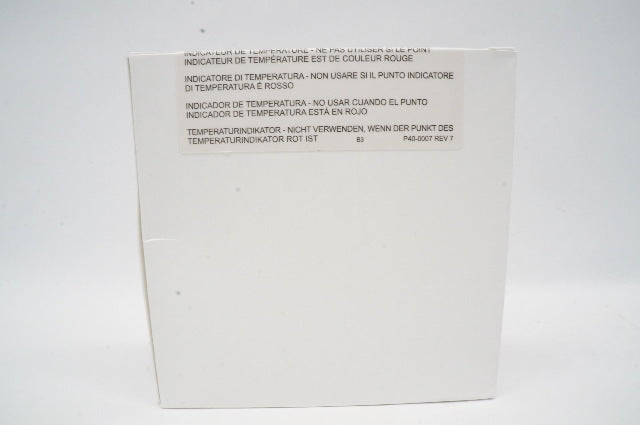 INDICATEUR DE TEMPÉRATURE - NE PAS UTILISER SI LE POINT
INDICATEUR DE TEMPÉRATURE EST DE COULEUR ROUGE
INDICATORE DI TEMPERATURA - NON USARE SI IL PUNTO INDICATORE
DI TEMPERATURA È ROSSO
INDICADOR DE TEMPERATURA - NO USAR CUANDO EL PUNTO
INDICADOR DE TEMPERATURA ESTÁ EN ROJO
TEMPERATURINDIKATOR - NICHT VERWENDEN, WENN DER PUNKT DES
TEMPERATURINDIKATOR ROT IST B3 P40-0007 REV 7